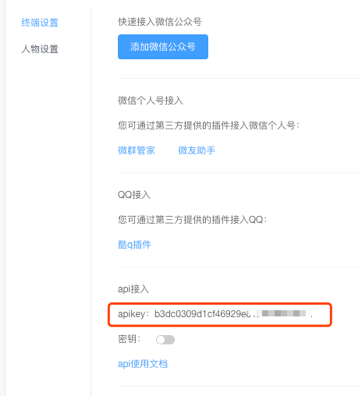 终端设置
人物设置
快速接入微信公众号
添加微信公众号
微信个人号接入
您可通过第三方提供的插件接入微信个人号：
微群管家 微友助手
QQ接入
您可通过第三方提供的插件接入QQ：
酷q插件
api接入
apikey：b3dc0309d1cf46929e
密钥：
api使用文档